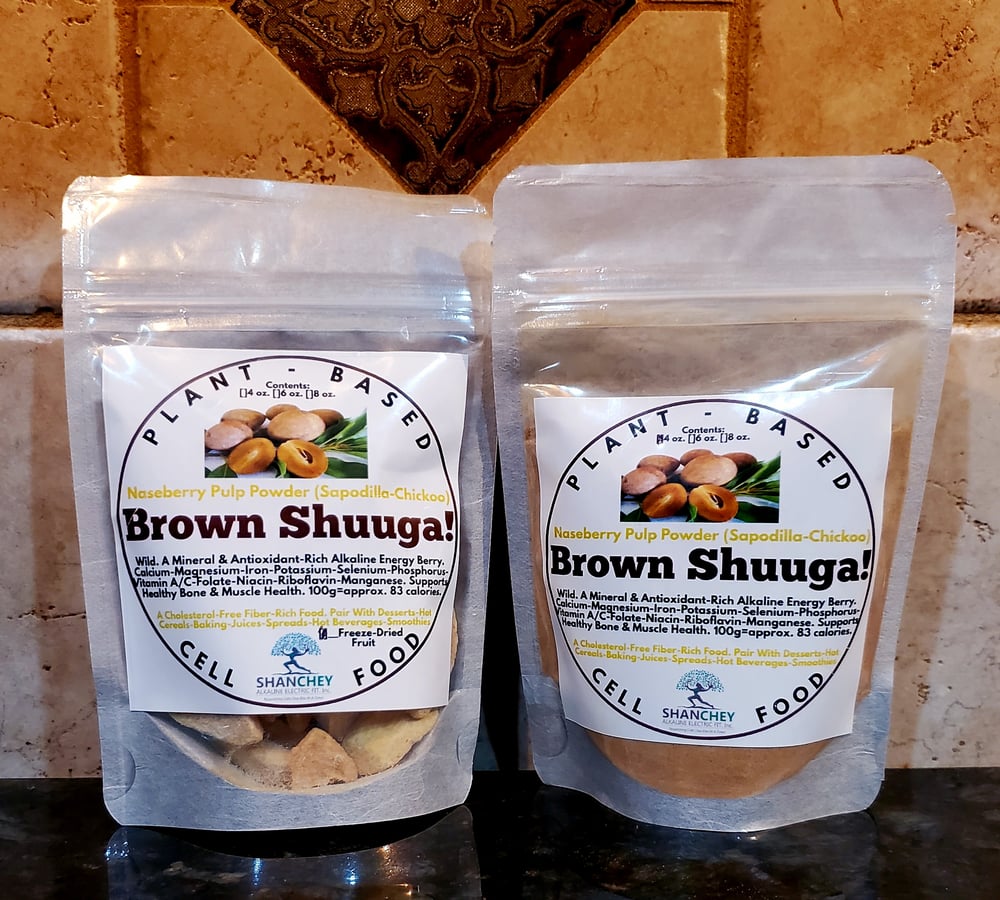 PLANT - BASED
Contents:
[]4 oz. []6 oz. []8 oz.
Naseberry Pulp Powder (Sapodilla-Chickoo)
Brown Shuuga!
Wild. A Mineral & Antioxidant-Rich Alkaline Energy Berry.
Calcium-Magnesium-Iron-Potassium-Selenium-Phosphorus-
Vitamin A/C-Folate-Niacin-Riboflavin-Manganese. Supports
Healthy Bone & Muscle Health. 100g=approx. 83 calories.
A Cholesterol-Free Fiber-Rich Food. Pair With Desserts-Hot
Cereals-Baking-Juices-Spreads-Hot Beverages-Smoothies
Freeze-Dried
Fruit
SHANCHEY
ALKALINE ELECTRIC FIT, Inc.
CELL FOOD
PLANT - BASED
Contents:
[]4 oz. []6 oz. []8 oz.
Naseberry Pulp Powder (Sapodilla-Chickoo)
Brown Shuuga!
Wild. A Mineral & Antioxidant-Rich Alkaline Energy Berry.
Calcium-Magnesium-Iron-Potassium-Selenium-Phosphorus-
Vitamin A/C-Folate-Niacin-Riboflavin-Manganese. Supports
Healthy Bone & Muscle Health. 100g=approx. 83 calories.
A Cholesterol-Free Fiber-Rich Food. Pair With Desserts-Hot
Cereals-Baking-Juices-Spreads-Hot Beverages-Smoothies
SHANCHEY
ALKALINE ELECTRIC FIT, Inc.
CELL FOOD